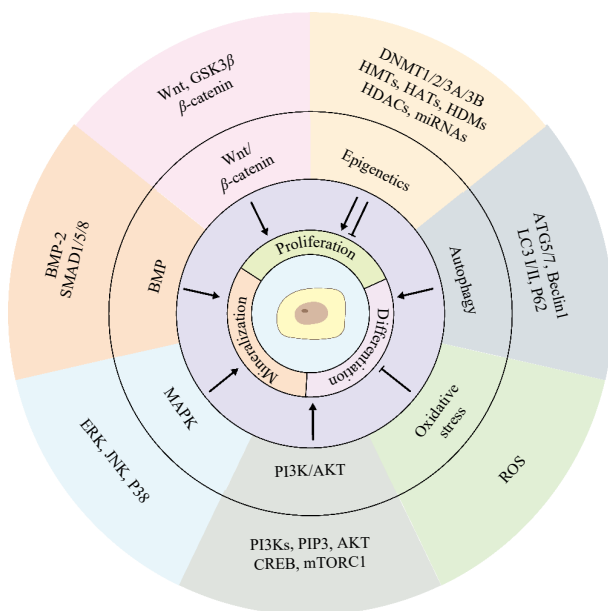 Wnt, GSK3β
β-catenin
DNMT1/2/3A/3B
HMTs, HATs, HDMs
HDACs, miRNAs
Wnt/
β-catenin
Epigenetics
BMP-2
SMAD1/5/8
BMP
Proliferation
Autophagy
ATG5/7, Beclin1
LC3 I/II, P62
Mineralization
Differentiation
MAPK
ERK, JNK, P38
Oxidative
stress
ROS
PI3K/AKT
PI3Ks, PIP3, AKT
CREB, mTORC1